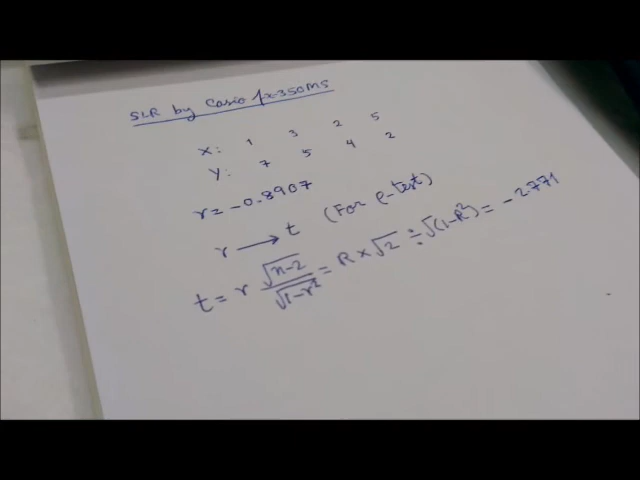 SLR by Casio fx-350MS
X: 1 3 2 5
Y: 7 5 4 2
r = -0.8907
r → t (For ρ-test)
t = r √(n-2) / √(1-r²) = R × √2 ÷ √(1-R²) = -2.771